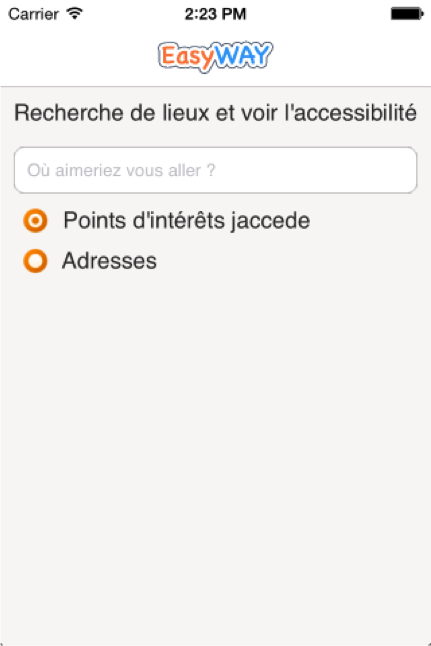 Carrier 2:23 PM
EasyWAY
Recherche de lieux et voir l'accessibilité
Où aimeriez vous aller ?
Points d'intérêts jaccede
Adresses